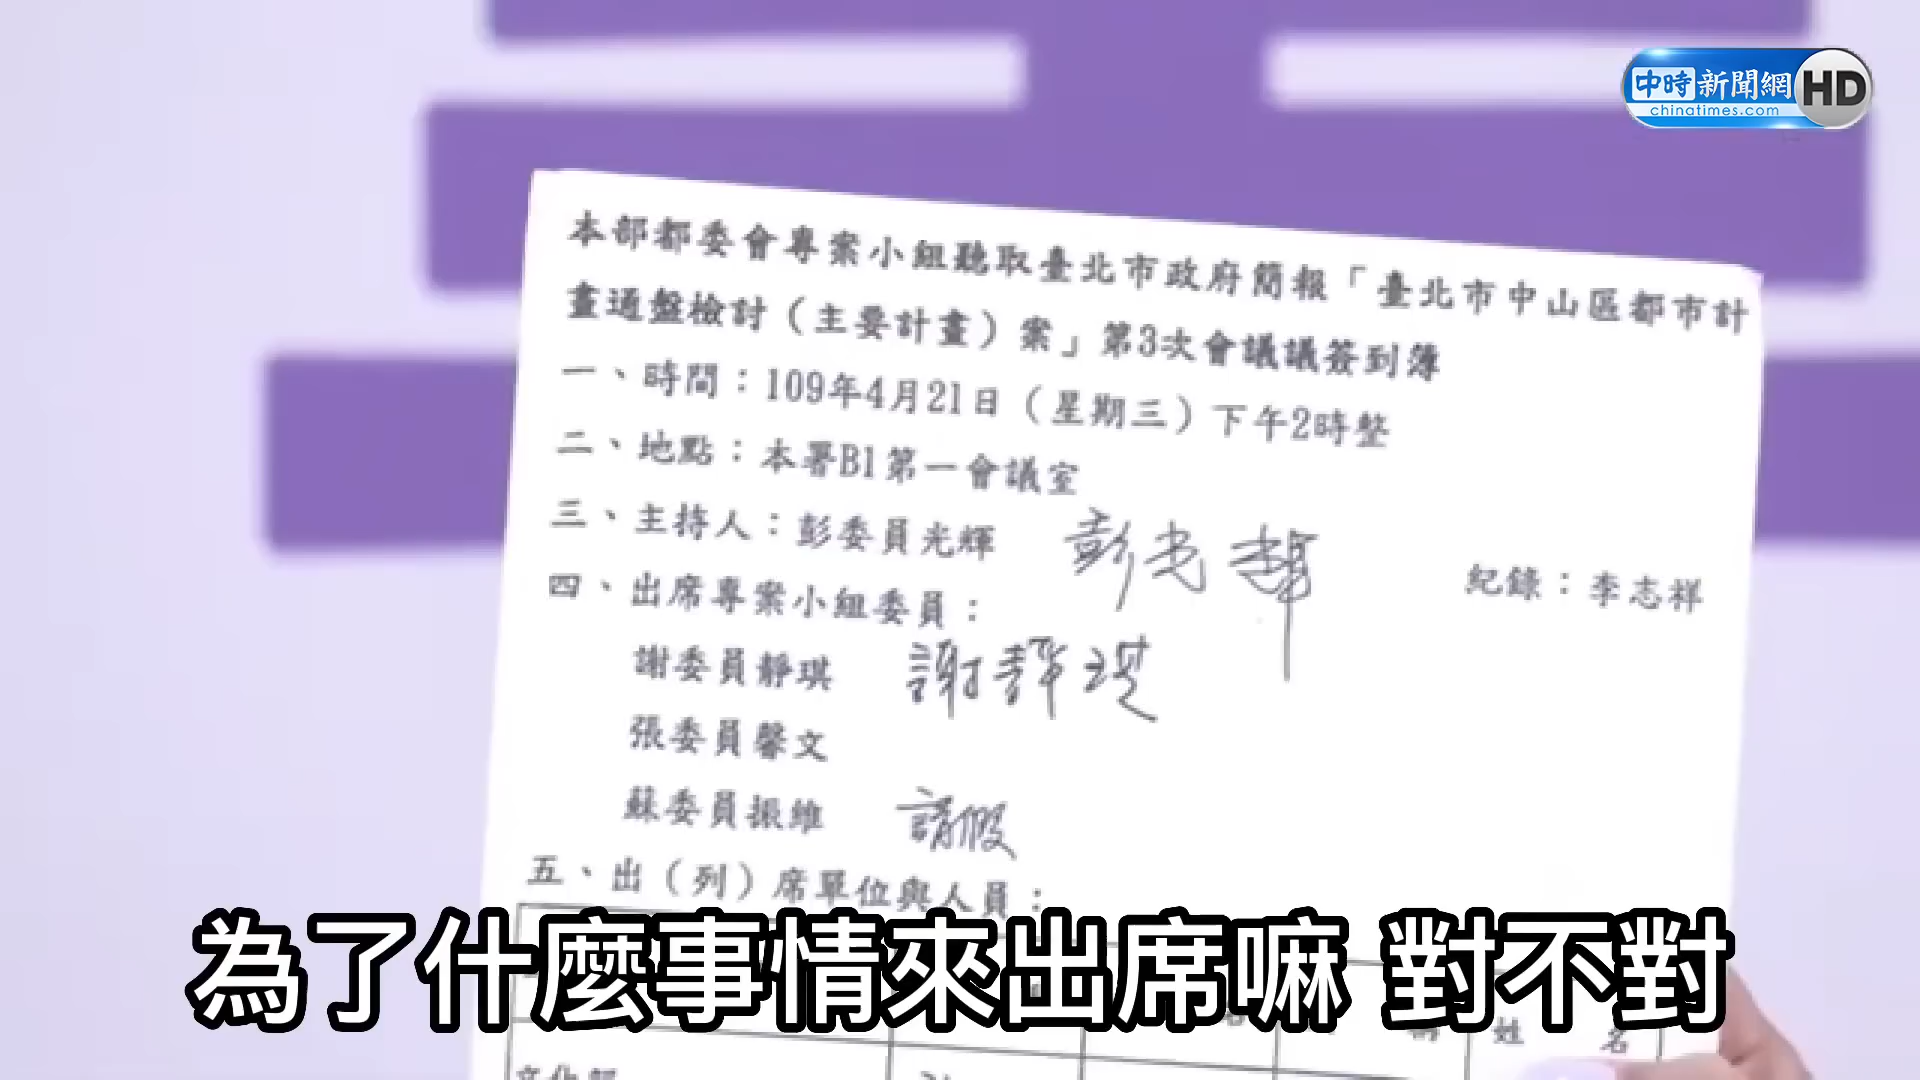 中時新聞網 HD
chinatimes.com
本部都委會專案小組聽取臺北市政府簡報「臺北市中山區都市計
畫通盤檢討(主要計畫)案」第3次會議議簽到簿
一、時間:109年4月21日(星期三)下午2時整
二、地點:本署B1第一會議室
三、主持人:彭委員光輝 彭光輝 紀錄:李志祥
四、出席專案小組委員:
謝委員靜琪 謝靜琪
張委員馨文
蘇委員振維 請假
五、出(列)席單位與人員:
為了什麼事情來出席嘛 對不對
姓 名